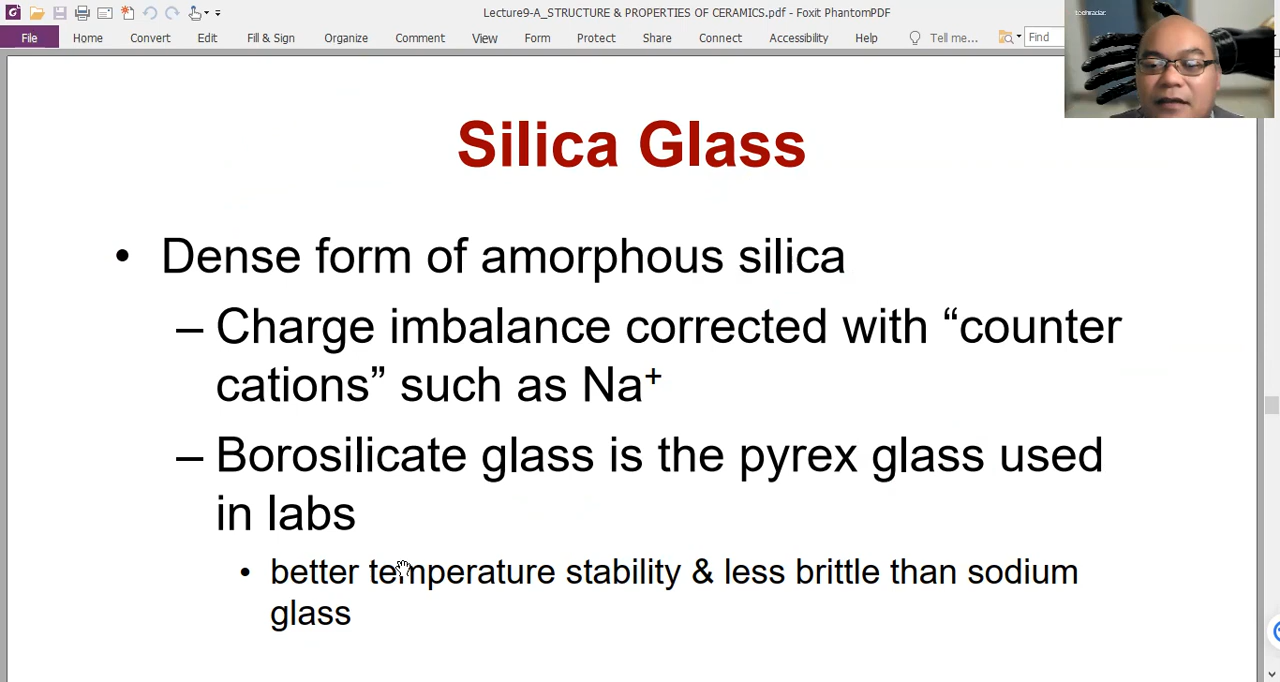 Lecture9-A_STRUCTURE & PROPERTIES OF CERAMICS.pdf - Foxit PhantomPDF
File Home Convert Edit Fill & Sign Organize Comment View Form Protect Share Connect Accessibility Help Tell me... Find
techradar.
Silica Glass
• Dense form of amorphous silica
– Charge imbalance corrected with “counter
cations” such as Na⁺
– Borosilicate glass is the pyrex glass used
in labs
• better temperature stability & less brittle than sodium
glass